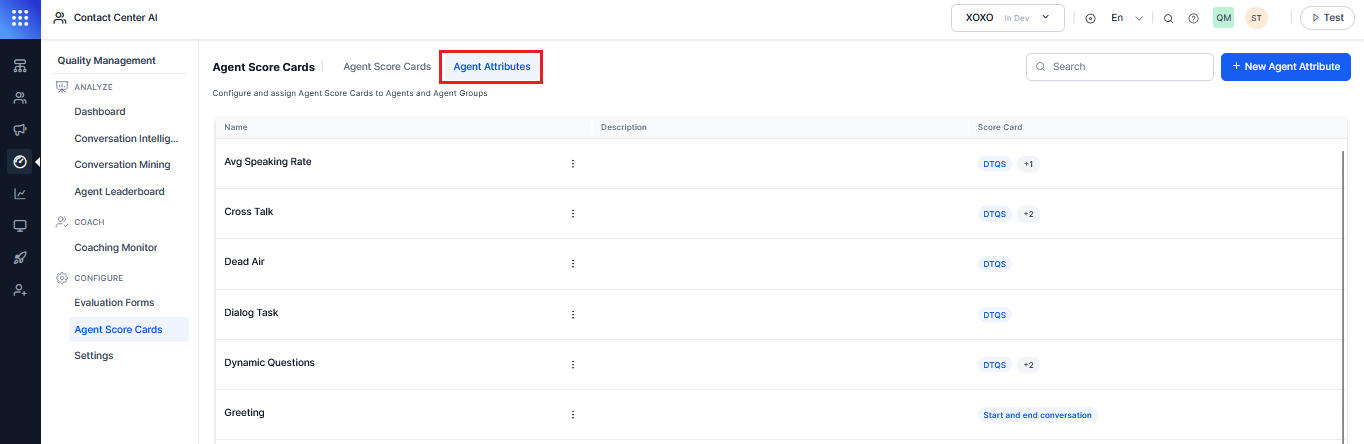 Contact Center AI
XOXO In Dev
En
QM
ST
Test
Quality Management
ANALYZE
Dashboard
Conversation Intellig...
Conversation Mining
Agent Leaderboard
COACH
Coaching Monitor
CONFIGURE
Evaluation Forms
Agent Score Cards
Settings
Agent Score Cards
Agent Score Cards
Agent Attributes
Search
+ New Agent Attribute
Configure and assign Agent Score Cards to Agents and Agent Groups
Name Description Score Card
Avg Speaking Rate DTQS +1
Cross Talk DTQS +2
Dead Air DTQS
Dialog Task DTQS
Dynamic Questions DTQS +2
Greeting Start and end conversation